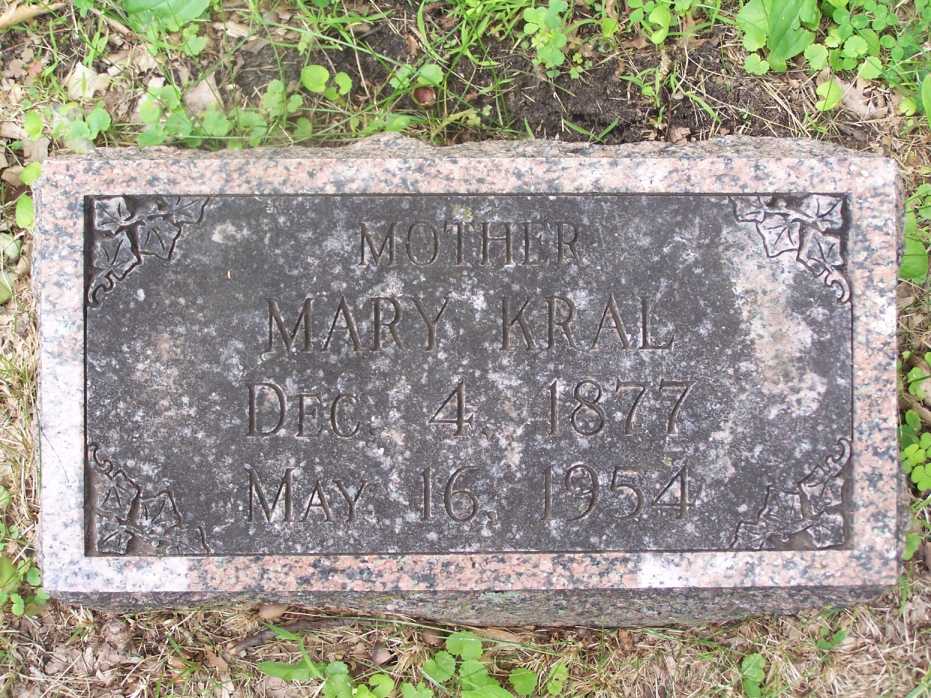 MOTHER
MARY KRAL
DEC. 4, 1877
MAY 16, 1954